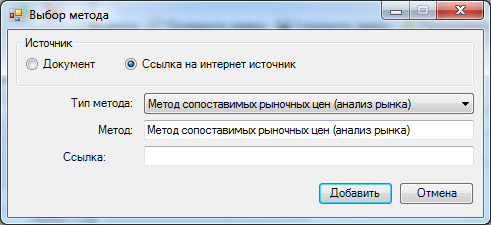 Выбор метода
Источник
Документ
Ссылка на интернет источник
Тип метода: Метод сопоставимых рыночных цен (анализ рынка)
Метод: Метод сопоставимых рыночных цен (анализ рынка)
Ссылка:
Добавить Отмена